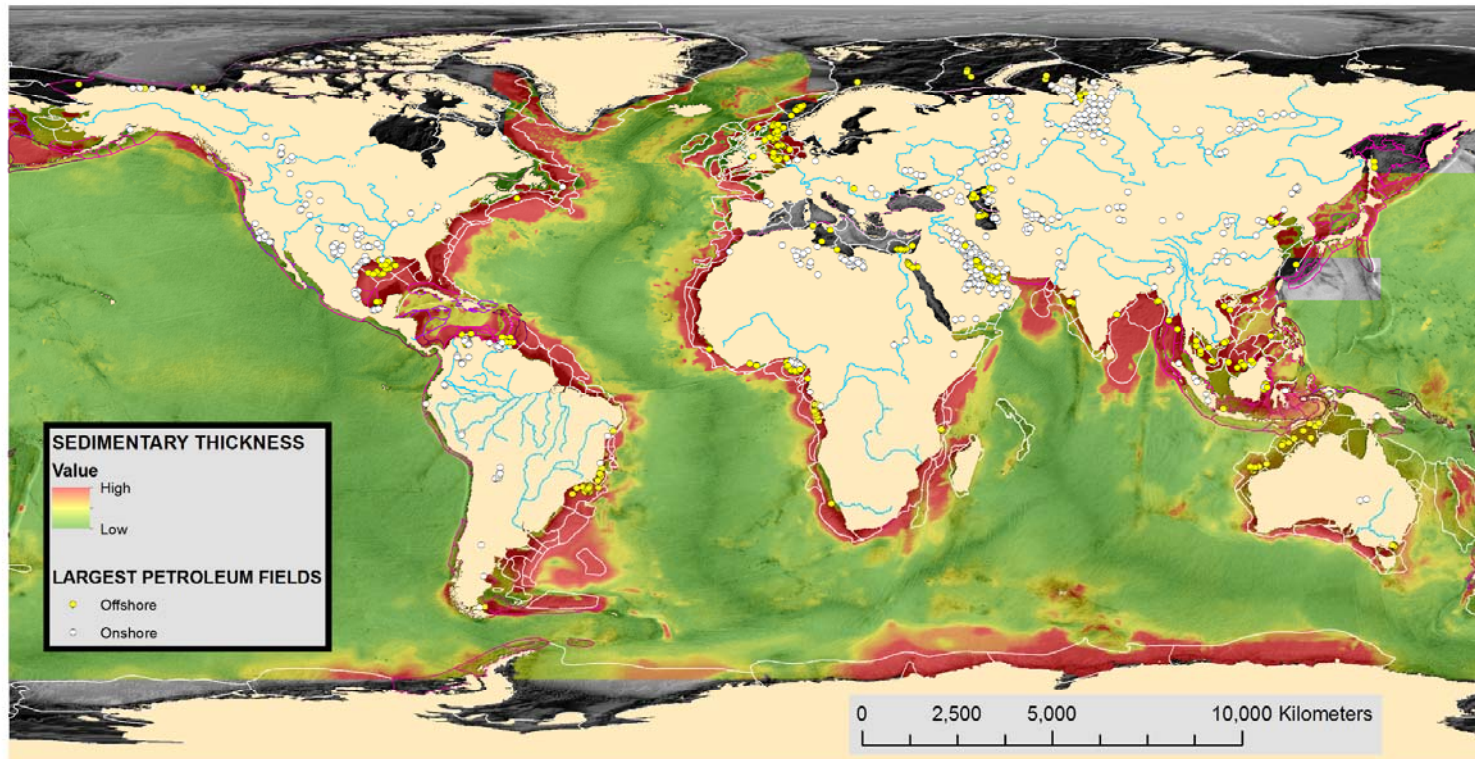 SEDIMENTARY THICKNESS
Value
High
Low
LARGEST PETROLEUM FIELDS
Offshore
Onshore
0 2,500 5,000 10,000 Kilometers